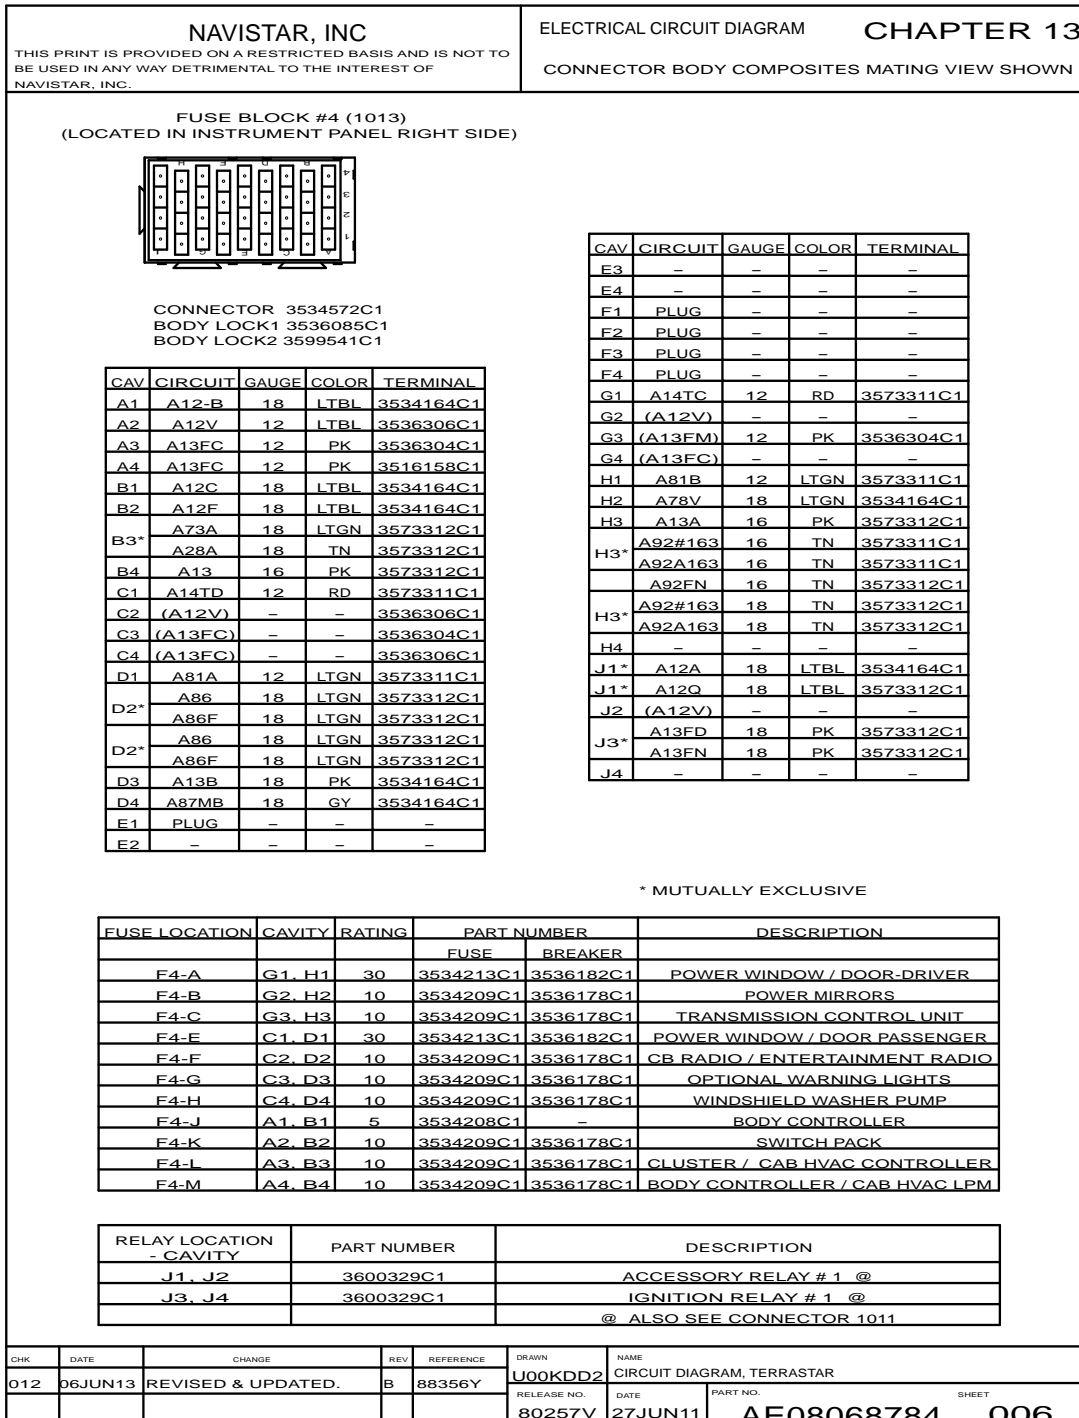 NAVISTAR, INC
THIS PRINT IS PROVIDED ON A RESTRICTED BASIS AND IS NOT TO
BE USED IN ANY WAY DETRIMENTAL TO THE INTEREST OF
NAVISTAR, INC.
ELECTRICAL CIRCUIT DIAGRAM CHAPTER 13
CONNECTOR BODY COMPOSITES MATING VIEW SHOWN
FUSE BLOCK #4 (1013)
(LOCATED IN INSTRUMENT PANEL RIGHT SIDE)
H F D B
4
3
2
1
J G E C A
CONNECTOR 3534572C1
BODY LOCK1 3536085C1
BODY LOCK2 3599541C1
CAV CIRCUIT GAUGE COLOR TERMINAL
A1 A12-B 18 LTBL 3534164C1
A2 A12V 12 LTBL 3536306C1
A3 A13FC 12 PK 3536304C1
A4 A13FC 12 PK 3516158C1
B1 A12C 18 LTBL 3534164C1
B2 A12F 18 LTBL 3534164C1
B3* A73A 18 LTGN 3573312C1
A28A 18 TN 3573312C1
B4 A13 16 PK 3573312C1
C1 A14TD 12 RD 3573311C1
C2 (A12V) – – 3536306C1
C3 (A13FC) – – 3536304C1
C4 (A13FC) – – 3536306C1
D1 A81A 12 LTGN 3573311C1
D2* A86 18 LTGN 3573312C1
A86F 18 LTGN 3573312C1
D2* A86 18 LTGN 3573312C1
A86F 18 LTGN 3573312C1
D3 A13B 18 PK 3534164C1
D4 A87MB 18 GY 3534164C1
E1 PLUG – – –
E2 – – – –
CAV CIRCUIT GAUGE COLOR TERMINAL
E3 – – – –
E4 – – – –
F1 PLUG – – –
F2 PLUG – – –
F3 PLUG – – –
F4 PLUG – – –
G1 A14TC 12 RD 3573311C1
G2 (A12V) – – –
G3 (A13FM) 12 PK 3536304C1
G4 (A13FC) – – –
H1 A81B 12 LTGN 3573311C1
H2 A78V 18 LTGN 3534164C1
H3 A13A 16 PK 3573312C1
H3* A92#163 16 TN 3573311C1
A92A163 16 TN 3573311C1
A92FN 16 TN 3573312C1
H3* A92#163 18 TN 3573312C1
A92A163 18 TN 3573312C1
H4 – – – –
J1* A12A 18 LTBL 3534164C1
J1* A12Q 18 LTBL 3573312C1
J2 (A12V) – – –
J3* A13FD 18 PK 3573312C1
A13FN 18 PK 3573312C1
J4 – – – –
* MUTUALLY EXCLUSIVE
FUSE LOCATION CAVITY RATING PART NUMBER DESCRIPTION
FUSE BREAKER
F4-A G1, H1 30 3534213C1 3536182C1 POWER WINDOW / DOOR-DRIVER
F4-B G2, H2 10 3534209C1 3536178C1 POWER MIRRORS
F4-C G3, H3 10 3534209C1 3536178C1 TRANSMISSION CONTROL UNIT
F4-E C1, D1 30 3534213C1 3536182C1 POWER WINDOW / DOOR PASSENGER
F4-F C2, D2 10 3534209C1 3536178C1 CB RADIO / ENTERTAINMENT RADIO
F4-G C3, D3 10 3534209C1 3536178C1 OPTIONAL WARNING LIGHTS
F4-H C4, D4 10 3534209C1 3536178C1 WINDSHIELD WASHER PUMP
F4-J A1, B1 5 3534208C1 – BODY CONTROLLER
F4-K A2, B2 10 3534209C1 3536178C1 SWITCH PACK
F4-L A3, B3 10 3534209C1 3536178C1 CLUSTER / CAB HVAC CONTROLLER
F4-M A4, B4 10 3534209C1 3536178C1 BODY CONTROLLER / CAB HVAC LPM
RELAY LOCATION
- CAVITY PART NUMBER DESCRIPTION
J1, J2 3600329C1 ACCESSORY RELAY # 1 @
J3, J4 3600329C1 IGNITION RELAY # 1 @
@ ALSO SEE CONNECTOR 1011
CHK DATE CHANGE REV REFERENCE DRAWN NAME
012 06JUN13 REVISED & UPDATED. B 88356Y U00KDD2 CIRCUIT DIAGRAM, TERRASTAR
RELEASE NO. DATE PART NO. SHEET
80257V 27JUN11 AE08068784 006